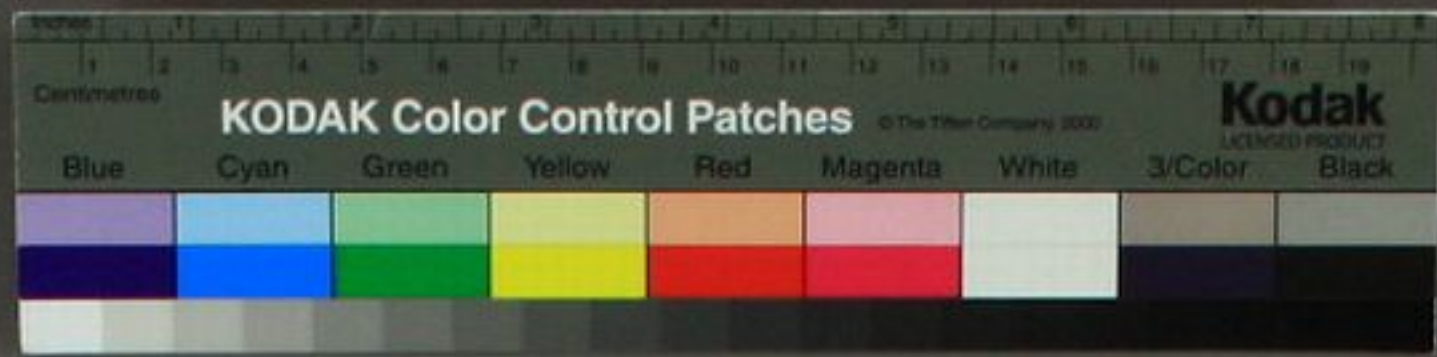 Inches 1 2 3 4 5 6 7 8
1 2 3 4 5 6 7 8 9 10 11 12 13 14 15 16 17 18 19
Centimetres
KODAK Color Control Patches © The Tiffen Company, 2000 Kodak
LICENSED PRODUCT
Blue Cyan Green Yellow Red Magenta White 3/Color Black